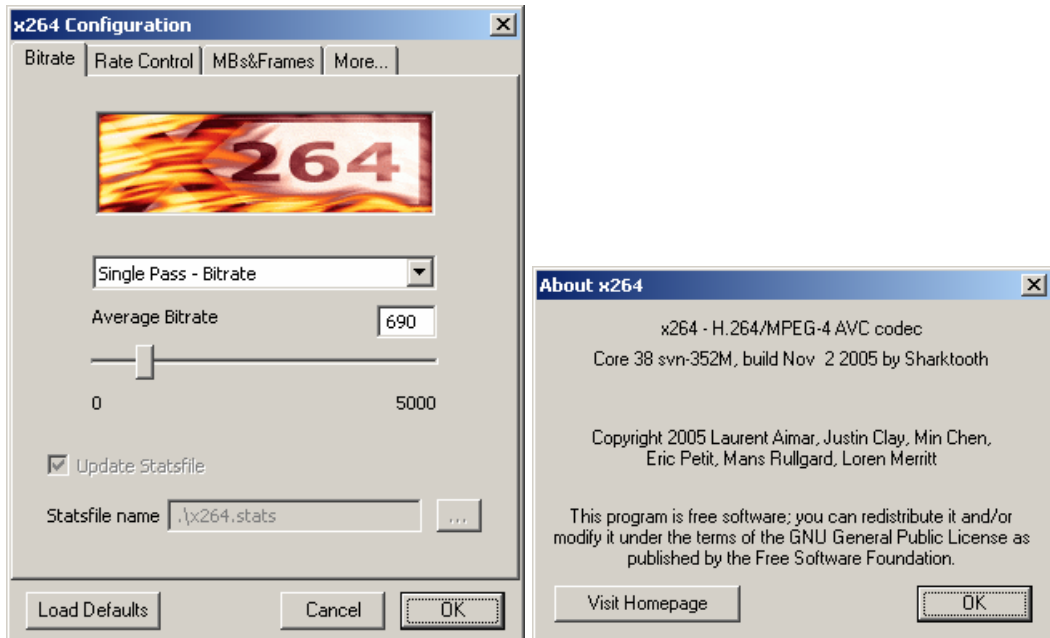 x264 Configuration
Bitrate
Rate Control
MBs&Frames
More...
264
Single Pass - Bitrate
Average Bitrate
690
0
5000
Update Statsfile
Statsfile name
.\x264.stats
...
Load Defaults
Cancel
OK
About x264
x264 - H.264/MPEG-4 AVC codec
Core 38 svn-352M, build Nov  2 2005 by Sharktooth
Copyright 2005 Laurent Aimar, Justin Clay, Min Chen,
Eric Petit, Mans Rullgard, Loren Merritt
This program is free software; you can redistribute it and/or
modify it under the terms of the GNU General Public License as
published by the Free Software Foundation.
Visit Homepage
OK